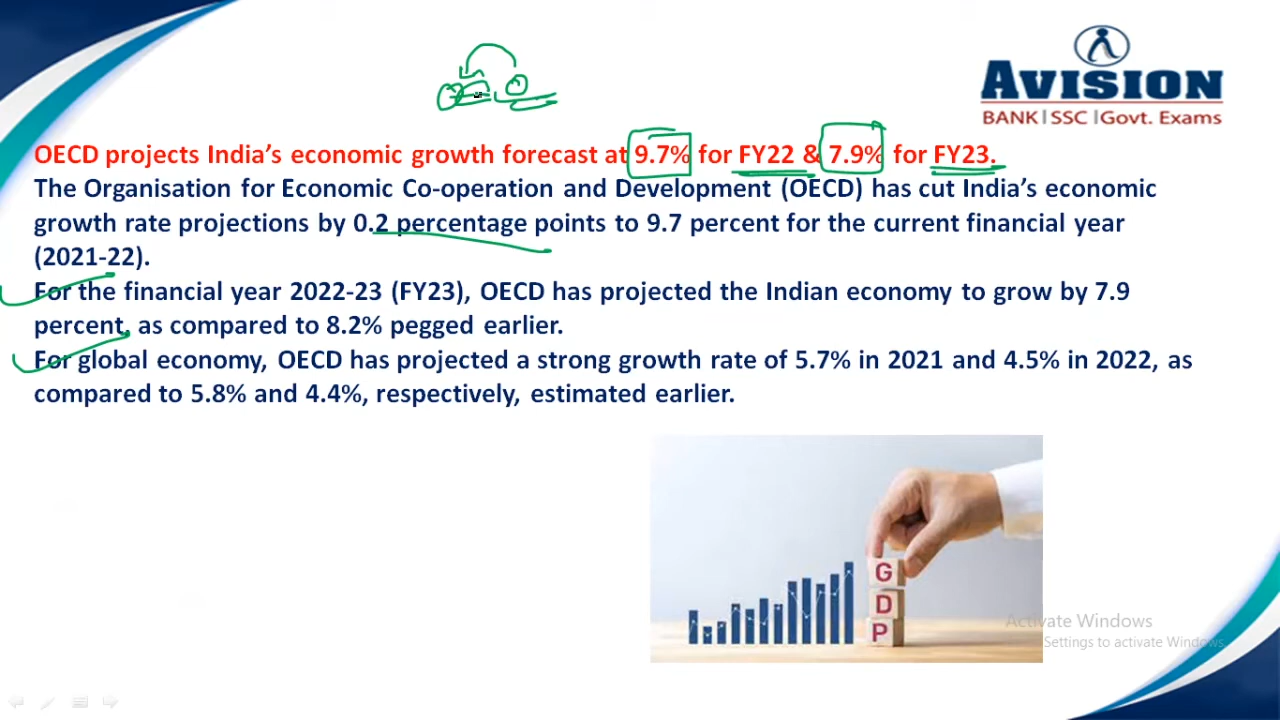 AVISION
BANK|SSC|Govt. Exams
OECD projects India's economic growth forecast at 9.7% for FY22 & 7.9% for FY23.
The Organisation for Economic Co-operation and Development (OECD) has cut India's economic
growth rate projections by 0.2 percentage points to 9.7 percent for the current financial year
(2021-22).
For the financial year 2022-23 (FY23), OECD has projected the Indian economy to grow by 7.9
percent, as compared to 8.2% pegged earlier.
For global economy, OECD has projected a strong growth rate of 5.7% in 2021 and 4.5% in 2022, as
compared to 5.8% and 4.4%, respectively, estimated earlier.
G
D
P
Activate Windows
Settings to activate Windows.